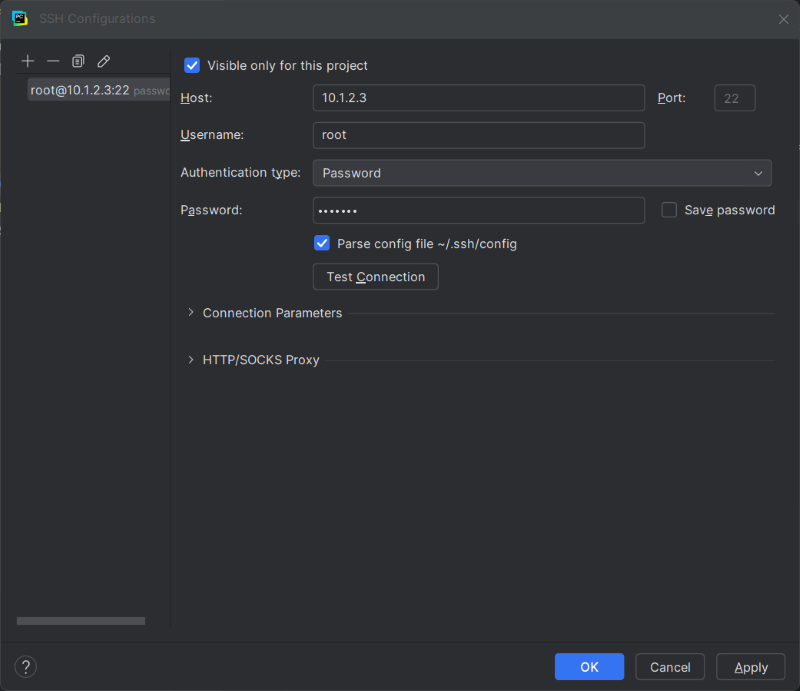 PC
SSH Configurations
root@10.1.2.3:22 passwo
Visible only for this project
Host: 10.1.2.3 Port: 22
Username: root
Authentication type: Password
Password: ••••••• Save password
Parse config file ~/.ssh/config
Test Connection
Connection Parameters
HTTP/SOCKS Proxy
? OK Cancel Apply